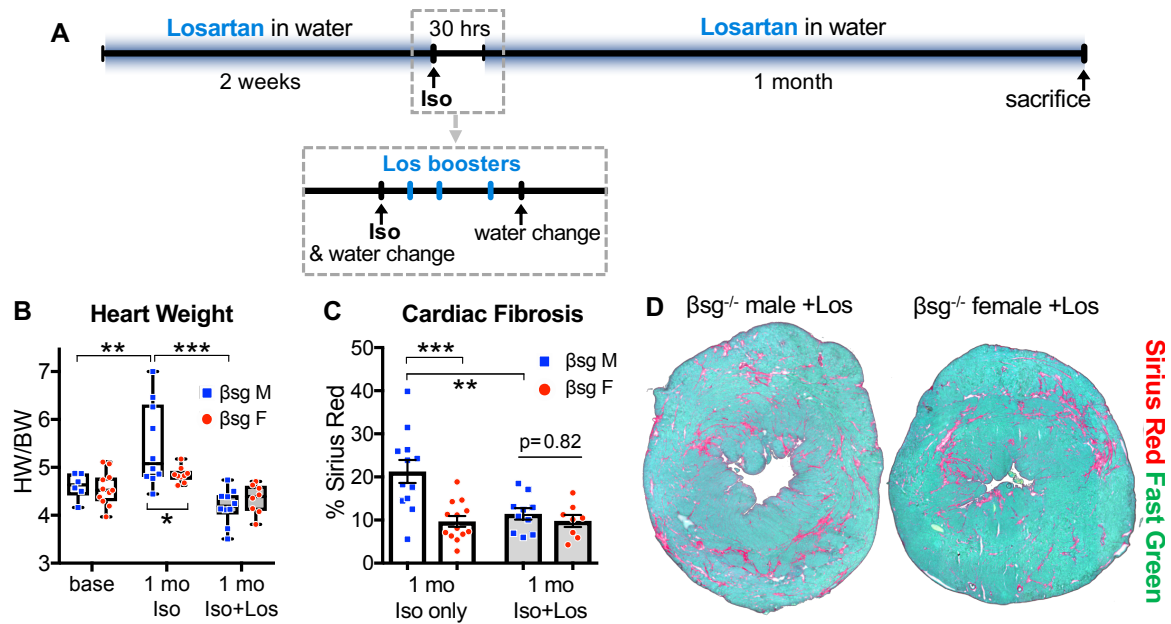 A
Losartan in water
30 hrs
Losartan in water
2 weeks
Iso
1 month
sacrifice
Los boosters
Iso
& water change
water change
B
Heart Weight
** ***
βsg M
βsg F
HW/BW
7
6
5
4
3
*
base
1 mo
Iso
1 mo
Iso+Los
C
Cardiac Fibrosis
***
**
βsg M
βsg F
p=0.82
% Sirius Red
50
40
30
20
10
0
1 mo
Iso only
1 mo
Iso+Los
D
βsg-/- male +Los
βsg-/- female +Los
Sirius Red Fast Green